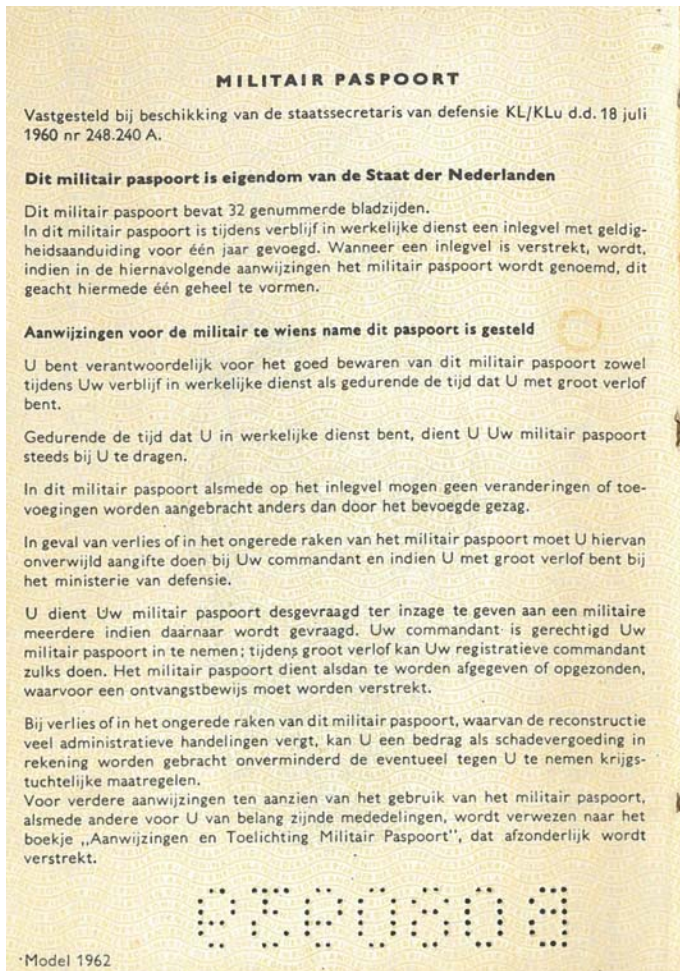 MILITAIR PASPOORT
Vastgesteld bij beschikking van de staatssecretaris van defensie KL/KLu d.d. 18 juli
1960 nr 248.240 A.
Dit militair paspoort is eigendom van de Staat der Nederlanden
Dit militair paspoort bevat 32 genummerde bladzijden.
In dit militair paspoort is tijdens verblijf in werkelijke dienst een inlegvel met geldig-
heidsaanduiding voor één jaar gevoegd. Wanneer een inlegvel is verstrekt, wordt,
indien in de hiernavolgende aanwijzingen het militair paspoort wordt genoemd, dit
geacht hiermede één geheel te vormen.
Aanwijzingen voor de militair te wiens name dit paspoort is gesteld
U bent verantwoordelijk voor het goed bewaren van dit militair paspoort zowel
tijdens Uw verblijf in werkelijke dienst als gedurende de tijd dat U met groot verlof
bent.
Gedurende de tijd dat U in werkelijke dienst bent, dient U Uw militair paspoort
steeds bij U te dragen.
In dit militair paspoort alsmede op het inlegvel mogen geen veranderingen of toe-
voegingen worden aangebracht anders dan door het bevoegde gezag.
In geval van verlies of in het ongerede raken van het militair paspoort moet U hiervan
onverwijld aangifte doen bij Uw commandant en indien U met groot verlof bent bij
het ministerie van defensie.
U dient Uw militair paspoort desgevraagd ter inzage te geven aan een militaire
meerdere indien daarnaar wordt gevraagd. Uw commandant is gerechtigd Uw
militair paspoort in te nemen; tijdens groot verlof kan Uw registratieve commandant
zulks doen. Het militair paspoort dient alsdan te worden afgegeven of opgezonden,
waarvoor een ontvangstbewijs moet worden verstrekt.
Bij verlies of in het ongerede raken van dit militair paspoort, waarvan de reconstructie
veel administratieve handelingen vergt, kan U een bedrag als schadevergoeding in
rekening worden gebracht onverminderd de eventueel tegen U te nemen krijgs-
tuchtelijke maatregelen.
Voor verdere aanwijzingen ten aanzien van het gebruik van het militair paspoort,
alsmede andere voor U van belang zijnde mededelingen, wordt verwezen naar het
boekje „Aanwijzingen en Toelichting Militair Paspoort”, dat afzonderlijk wordt
verstrekt.
Model 1962